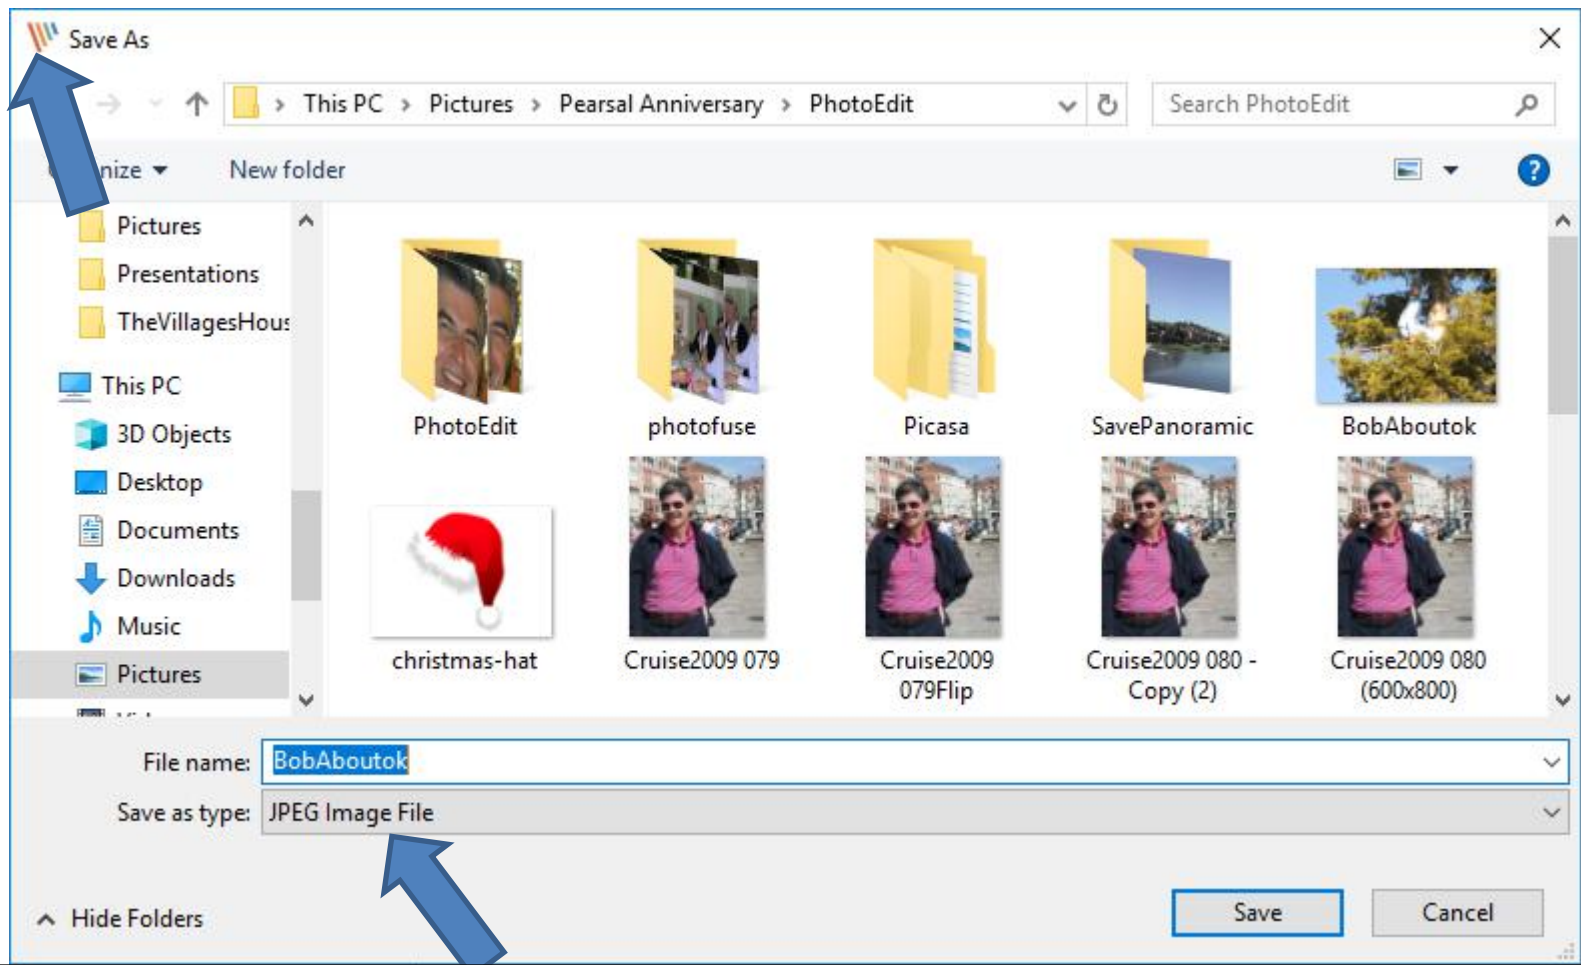 Save As
This PC > Pictures > Pearsal Anniversary > PhotoEdit
Search PhotoEdit
nize
New folder
?
Pictures
Presentations
TheVillagesHous
This PC
3D Objects
Desktop
Documents
Downloads
Music
Pictures
PhotoEdit
photofuse
Picasa
SavePanoramic
BobAboutok
christmas-hat
Cruise2009 079
Cruise2009
079Flip
Cruise2009 080 -
Copy (2)
Cruise2009 080
(600x800)
File name: BobAboutok
Save as type: JPEG Image File
Hide Folders
Save
Cancel